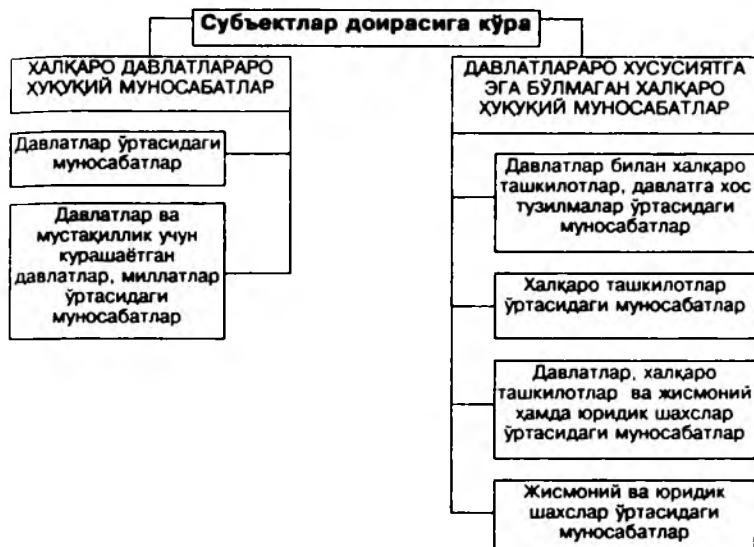 Субъектлар доирасига кўра
ХАЛҚАРО ДАВЛАТЛАРАРО
ҲУҚУҚИЙ МУНОСАБАТЛАР
Давлатлар ўртасидаги
муносабатлар
Давлатлар ва
мустақиллик учун
курашаётган
давлатлар, миллатлар
ўртасидаги
муносабатлар
ДАВЛАТЛАРАРО ХУСУСИЯТГА
ЭГА БЎЛМАГАН ХАЛҚАРО
ҲУҚУҚИЙ МУНОСАБАТЛАР
Давлатлар билан халқаро
ташкилотлар, давлатга хос
тузилмалар ўртасидаги
муносабатлар
Халқаро ташкилотлар
ўртасидаги муносабатлар
Давлатлар, халқаро
ташкилотлар ва жисмоний
ҳамда юридик шахслар
ўртасидаги муносабатлар
Жисмоний ва юридик
шахслар ўртасидаги
муносабатлар